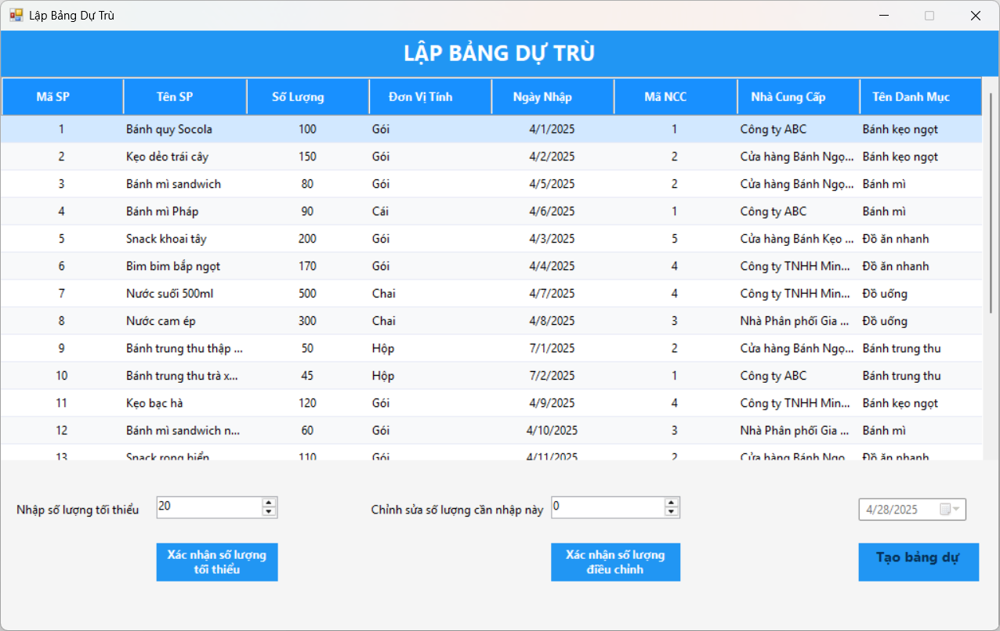 Lập Bảng Dự Trù
LẬP BẢNG DỰ TRÙ
Mã SP Tên SP Số Lượng Đơn Vị Tính Ngày Nhập Mã NCC Nhà Cung Cấp Tên Danh Mục
1 Bánh quy Socola 100 Gói 4/1/2025 1 Công ty ABC Bánh kẹo ngọt
2 Kẹo dẻo trái cây 150 Gói 4/2/2025 2 Cửa hàng Bánh Ngọ... Bánh kẹo ngọt
3 Bánh mì sandwich 80 Gói 4/5/2025 2 Cửa hàng Bánh Ngọ... Bánh mì
4 Bánh mì Pháp 90 Cái 4/6/2025 1 Công ty ABC Bánh mì
5 Snack khoai tây 200 Gói 4/3/2025 5 Cửa hàng Bánh Kẹo ... Đồ ăn nhanh
6 Bim bim bắp ngọt 170 Gói 4/4/2025 4 Công ty TNHH Min... Đồ ăn nhanh
7 Nước suối 500ml 500 Chai 4/7/2025 4 Công ty TNHH Min... Đồ uống
8 Nước cam ép 300 Chai 4/8/2025 3 Nhà Phân phối Gia ... Đồ uống
9 Bánh trung thu thập ... 50 Hộp 7/1/2025 2 Cửa hàng Bánh Ngọ... Bánh trung thu
10 Bánh trung thu trà x... 45 Hộp 7/2/2025 1 Công ty ABC Bánh trung thu
11 Kẹo bạc hà 120 Gói 4/9/2025 4 Công ty TNHH Min... Bánh kẹo ngọt
12 Bánh mì sandwich n... 60 Gói 4/10/2025 3 Nhà Phân phối Gia ... Bánh mì
13 Snack rong biển 110 Gói 4/11/2025 2 Cửa hàng Bánh Ngọ... Đồ ăn nhanh
Nhập số lượng tối thiểu 20 Chỉnh sửa số lượng cần nhập này 0 4/28/2025
Xác nhận số lượng
tối thiểu
Xác nhận số lượng
điều chỉnh
Tạo bảng dự